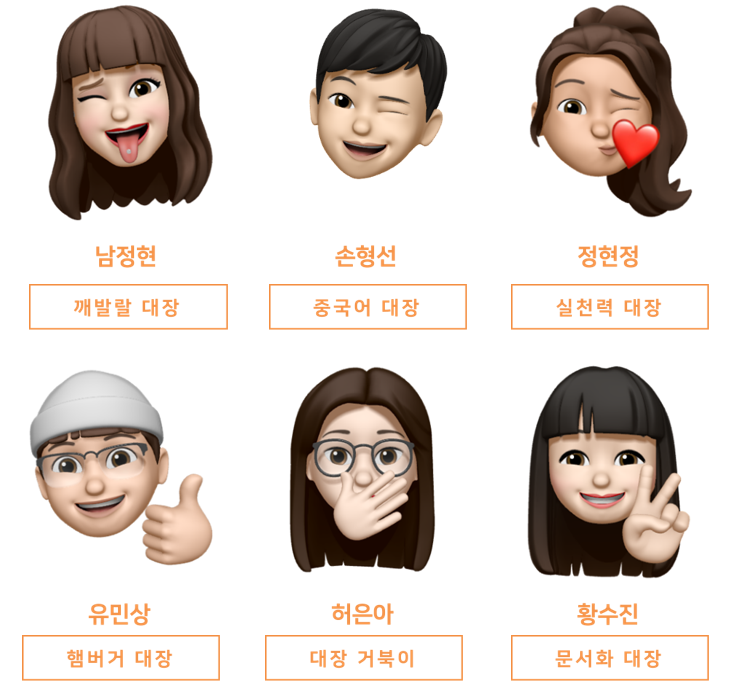 남정현
손형선
정현정
깨발랄 대장
중국어 대장
실천력 대장
유민상
허은아
황수진
햄버거 대장
대장 거북이
문서화 대장